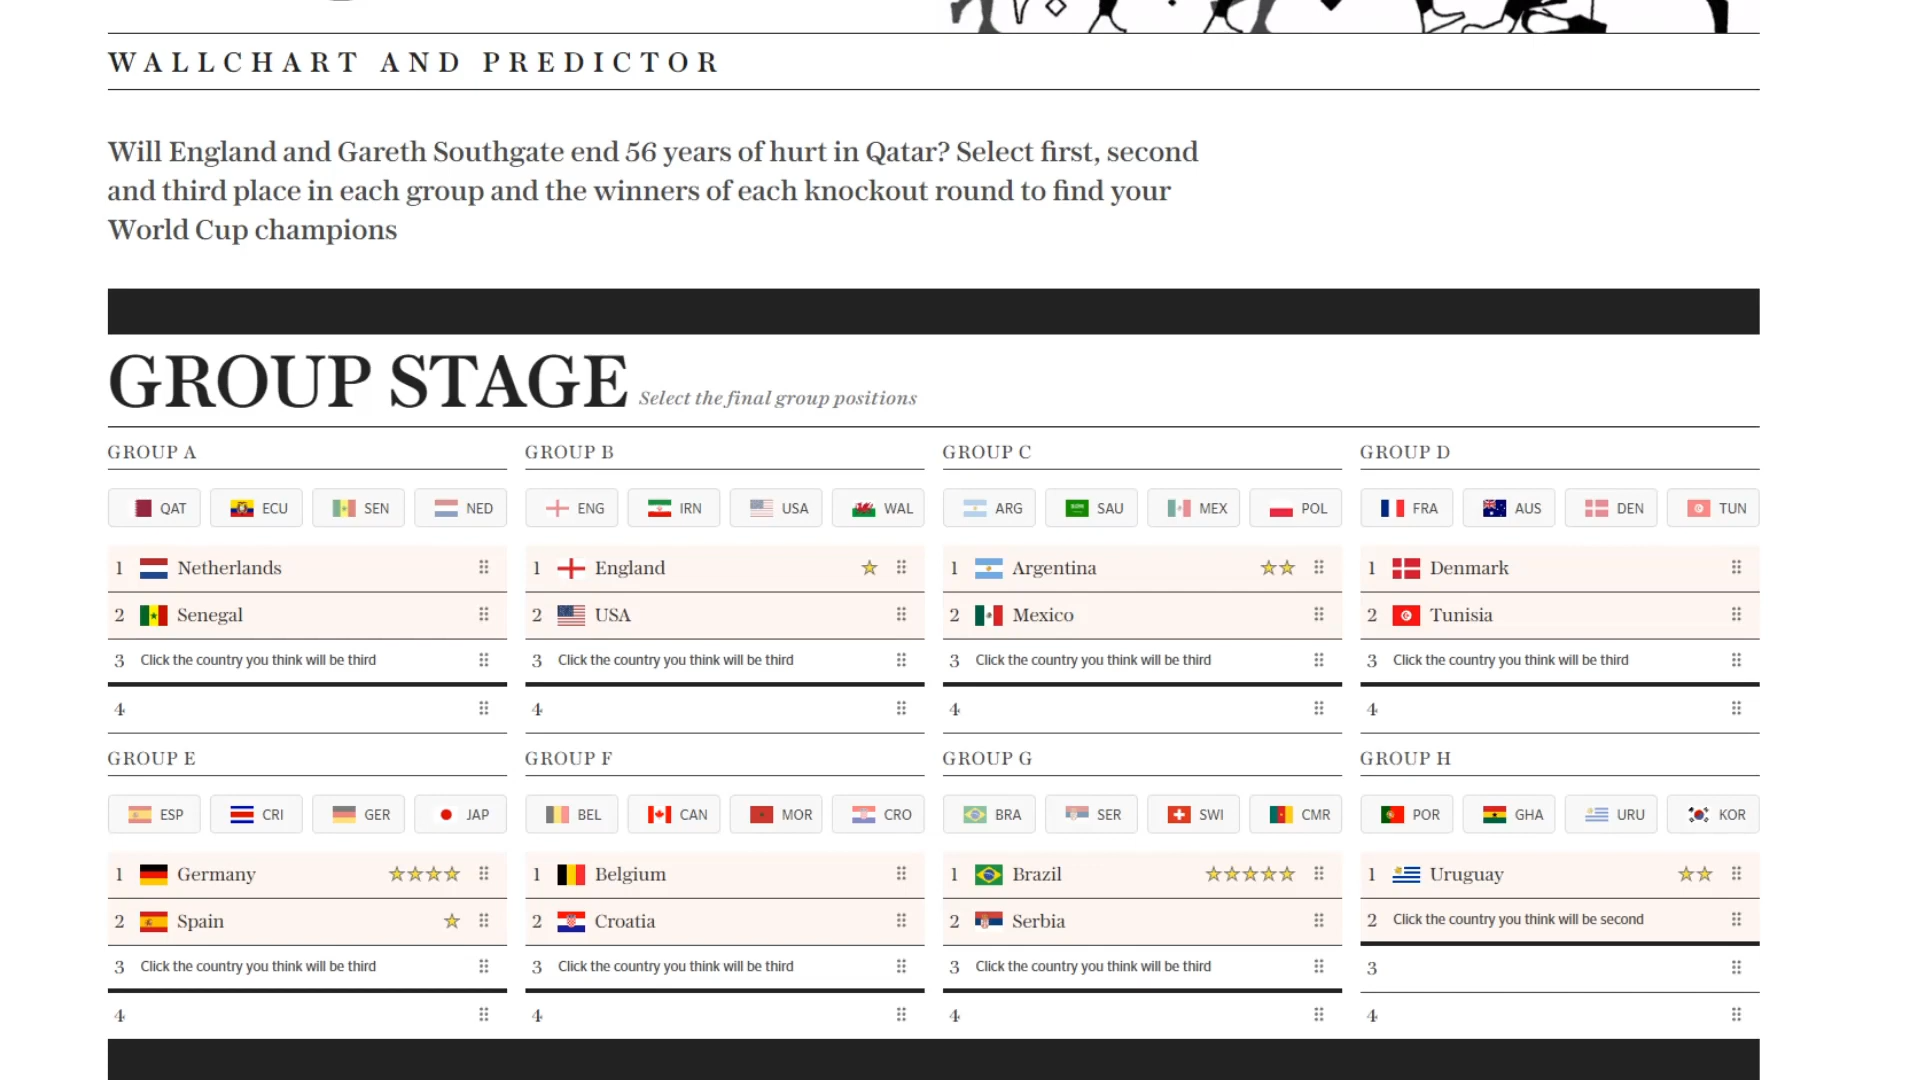 WALLCHART AND PREDICTOR
Will England and Gareth Southgate end 56 years of hurt in Qatar? Select first, second
and third place in each group and the winners of each knockout round to find your
World Cup champions
GROUP STAGE Select the final group positions
GROUP A
QAT ECU SEN NED
1 Netherlands
2 Senegal
3 Click the country you think will be third
4
GROUP B
ENG IRN USA WAL
1 England
2 USA
3 Click the country you think will be third
4
GROUP C
ARG SAU MEX POL
1 Argentina
2 Mexico
3 Click the country you think will be third
4
GROUP D
FRA AUS DEN TUN
1 Denmark
2 Tunisia
3 Click the country you think will be third
4
GROUP E
ESP CRI GER JAP
1 Germany
2 Spain
3 Click the country you think will be third
4
GROUP F
BEL CAN MOR CRO
1 Belgium
2 Croatia
3 Click the country you think will be third
4
GROUP G
BRA SER SWI CMR
1 Brazil
2 Serbia
3 Click the country you think will be third
4
GROUP H
POR GHA URU KOR
1 Uruguay
2 Click the country you think will be second
3
4